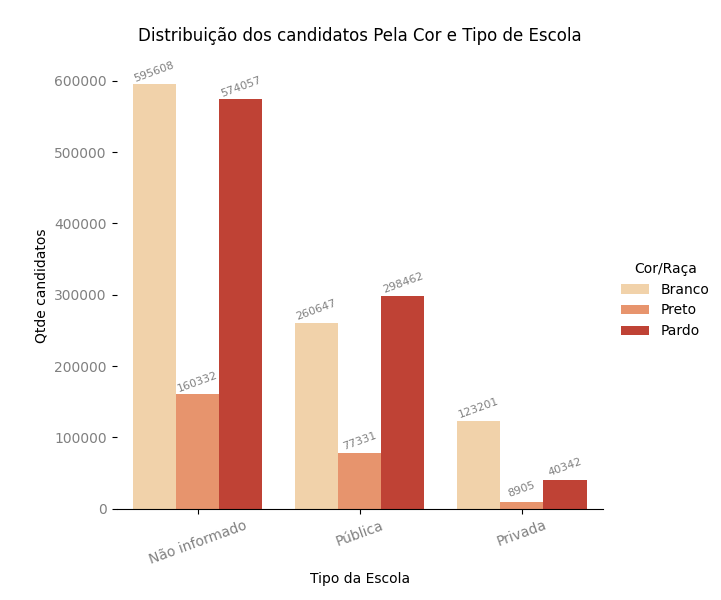 Distribuição dos candidatos Pela Cor e Tipo de Escola
Qtde candidatos
600000
500000
400000
300000
200000
100000
0
595608
160332
574057
260647
77331
298462
123201
8905
40342
Não informado
Pública
Privada
Tipo da Escola
Cor/Raça
Branco
Preto
Pardo